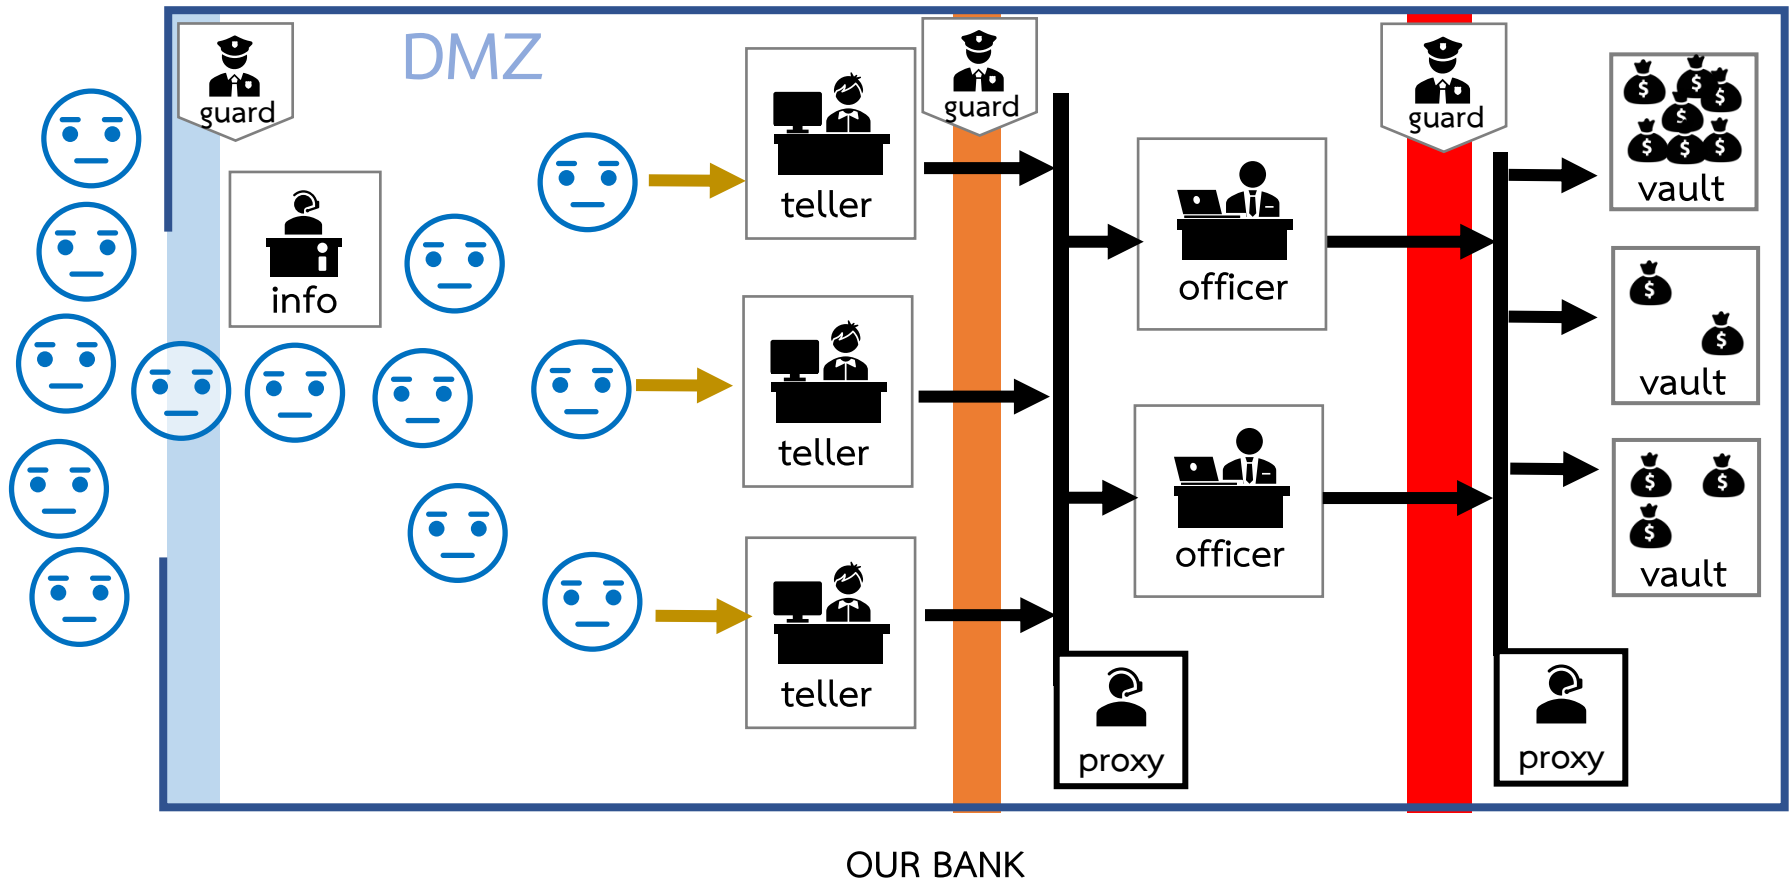 DMZ
guard
guard
guard
info
teller
teller
teller
officer
officer
proxy
proxy
$
$
$
$
$
$
$
vault
$
$
vault
$
$
$
vault
OUR BANK